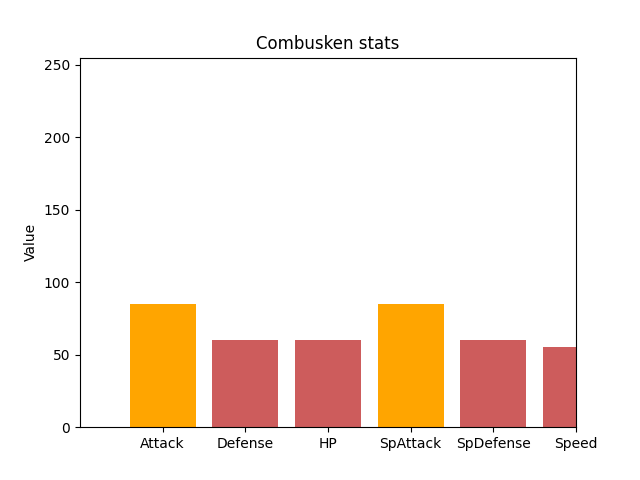 Combusken stats
Value
250
200
150
100
50
0
Attack
Defense
HP
SpAttack
SpDefense
Speed